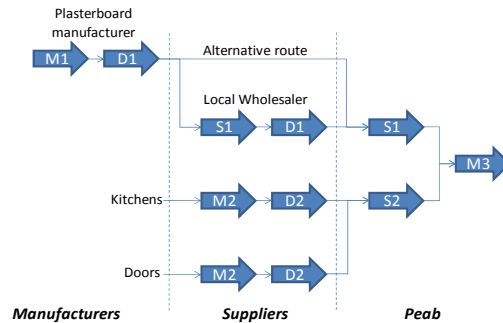 Plasterboard
manufacturer
M1
D1
Alternative route
Local Wholesaler
S1
D1
S1
M3
Kitchens
M2
D2
S2
Doors
M2
D2
Manufacturers
Suppliers
Peab